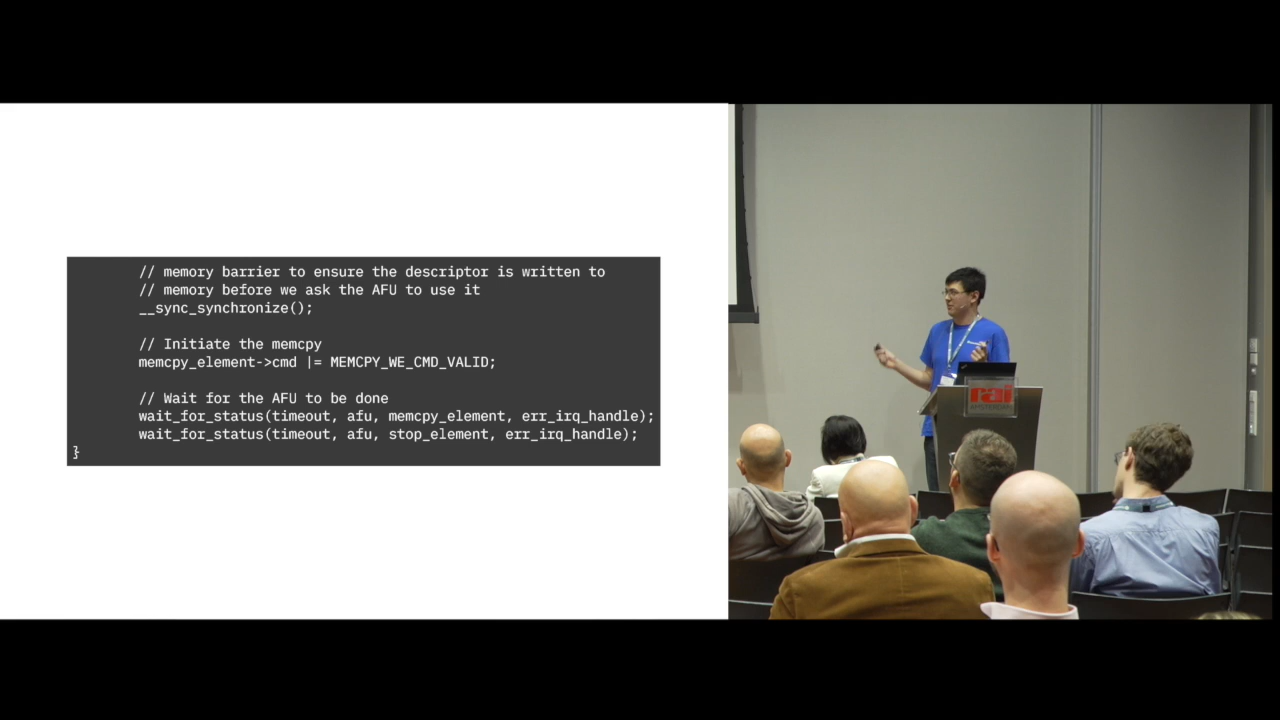 // memory barrier to ensure the descriptor is written to
// memory before we ask the AFU to use it
__sync_synchronize();
// Initiate the memcpy
memcpy_element->cmd |= MEMCPY_WE_CMD_VALID;
// Wait for the AFU to be done
wait_for_status(timeout, afu, memcpy_element, err_irq_handle);
wait_for_status(timeout, afu, stop_element, err_irq_handle);
}
rai
AMSTERDAM